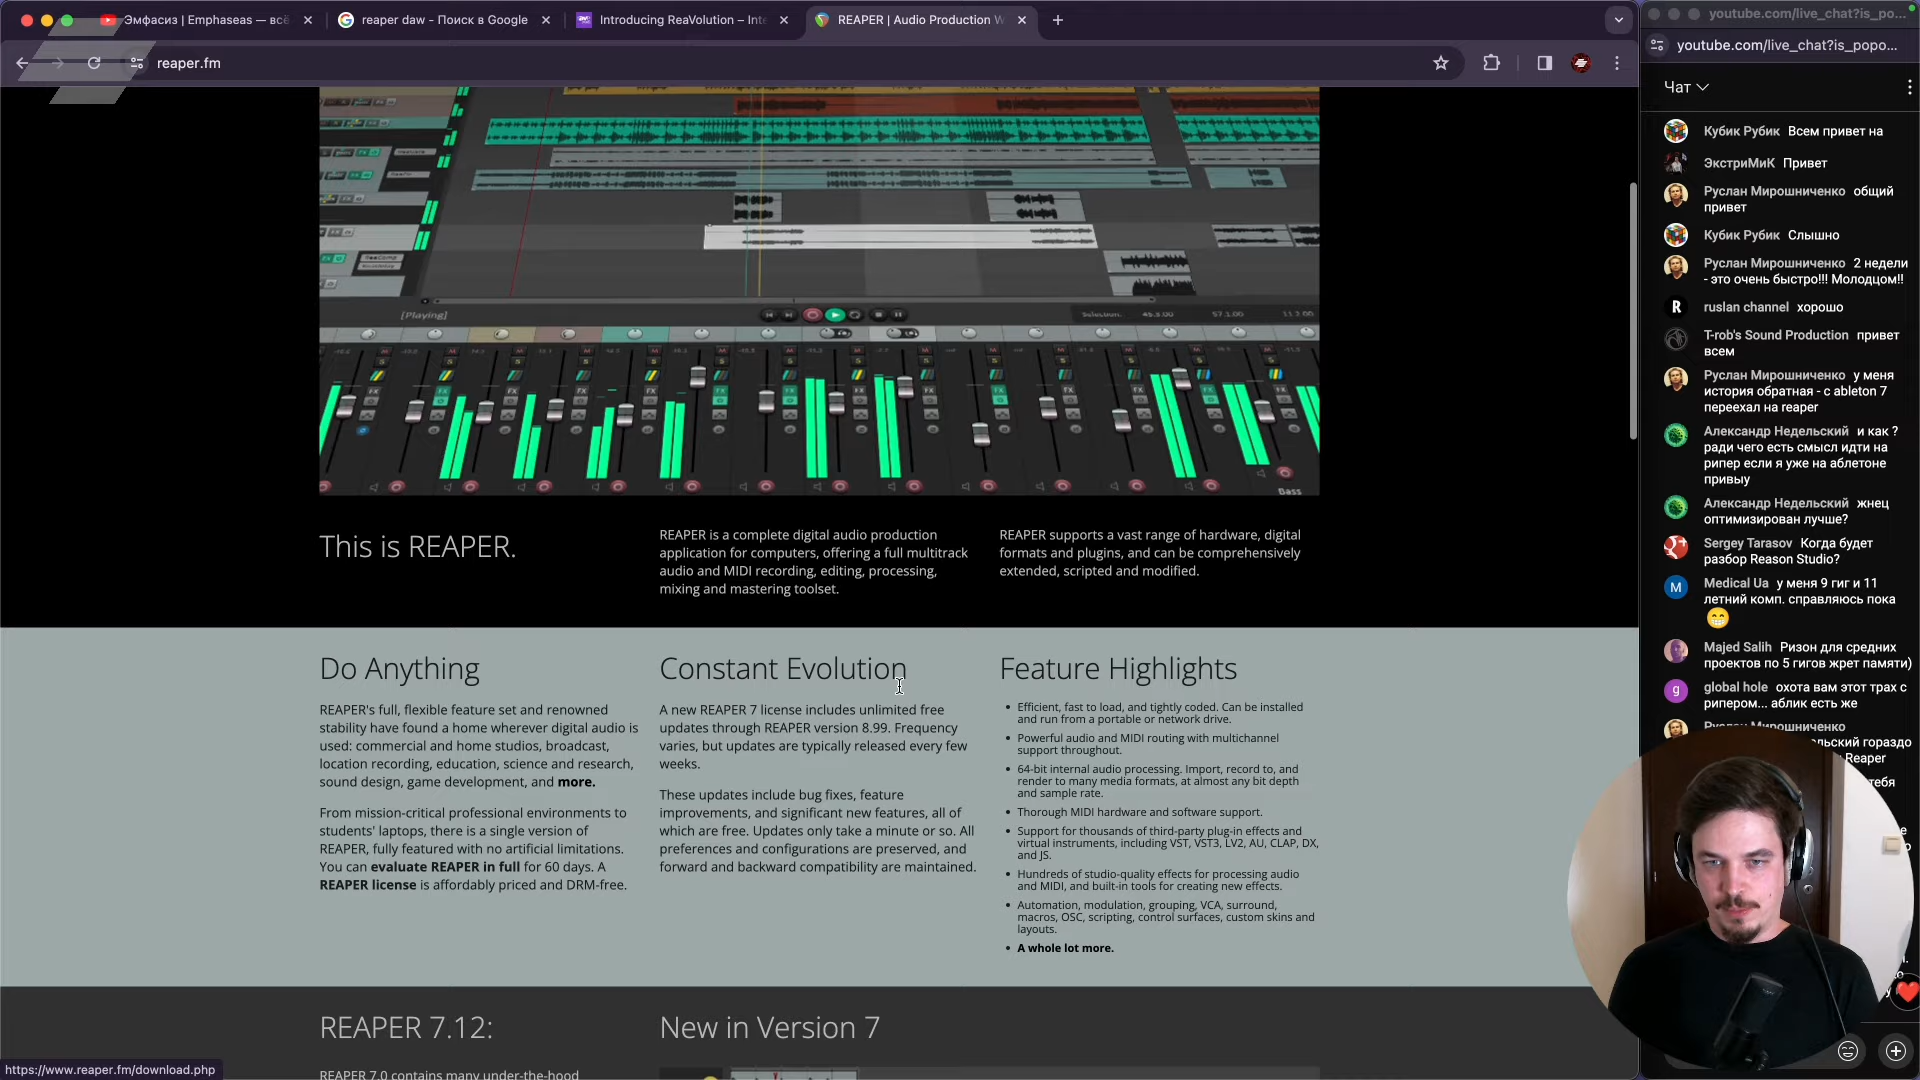 Эмфасиз | Emphaseas — всё
reaper daw - Поиск в Google
Introducing ReaVolution – Inte
REAPER | Audio Production W
reaper.fm
[Playing]
Selection:
Bass
This is REAPER.
REAPER is a complete digital audio production
application for computers, offering a full multitrack
audio and MIDI recording, editing, processing,
mixing and mastering toolset.
REAPER supports a vast range of hardware, digital
formats and plugins, and can be comprehensively
extended, scripted and modified.
Do Anything
REAPER's full, flexible feature set and renowned
stability have found a home wherever digital audio is
used: commercial and home studios, broadcast,
location recording, education, science and research,
sound design, game development, and more.
From mission-critical professional environments to
students' laptops, there is a single version of
REAPER, fully featured with no artificial limitations.
You can evaluate REAPER in full for 60 days. A
REAPER license is affordably priced and DRM-free.
Constant Evolution
A new REAPER 7 license includes unlimited free
updates through REAPER version 8.99. Frequency
varies, but updates are typically released every few
weeks.
These updates include bug fixes, feature
improvements, and significant new features, all of
which are free. Updates only take a minute or so. All
preferences and configurations are preserved, and
forward and backward compatibility are maintained.
Feature Highlights
• Efficient, fast to load, and tightly coded. Can be installed
and run from a portable or network drive.
• Powerful audio and MIDI routing with multichannel
support throughout.
• 64-bit internal audio processing. Import, record to, and
render to many media formats, at almost any bit depth
and sample rate.
• Thorough MIDI hardware and software support.
• Support for thousands of third-party plug-in effects and
virtual instruments, including VST, VST3, LV2, AU, CLAP, DX,
and JS.
• Hundreds of studio-quality effects for processing audio
and MIDI, and built-in tools for creating new effects.
• Automation, modulation, grouping, VCA, surround,
macros, OSC, scripting, control surfaces, custom skins and
layouts.
• A whole lot more.
REAPER 7.12:
REAPER 7.0 contains many under-the-hood
New in Version 7
https://www.reaper.fm/download.php
youtube.com/live_chat?is_po...
youtube.com/live_chat?is_popo...
Чат
Кубик Рубик Всем привет на
ЭкстриМиК Привет
Руслан Мирошниченко общий
привет
Кубик Рубик Слышно
Руслан Мирошниченко 2 недели
- это очень быстро!!! Молодцом!!
R
ruslan channel хорошо
T-rob's Sound Production привет
всем
Руслан Мирошниченко у меня
история обратная - с ableton 7
переехал на reaper
Александр Недельский и как ?
ради чего есть смысл идти на
рипер если я уже на аблетоне
привыу
Александр Недельский жнец
оптимизирован лучше?
Sergey Tarasov Когда будет
разбор Reason Studio?
M
Medical Ua у меня 9 гиг и 11
летний комп. справляюсь пока
Majed Salih Ризон для средних
проектов по 5 гигов жрет памяти)
g
global hole охота вам этот трах с
рипером... аблик есть же
Руслан Мирошниченко
гораздо
Reaper